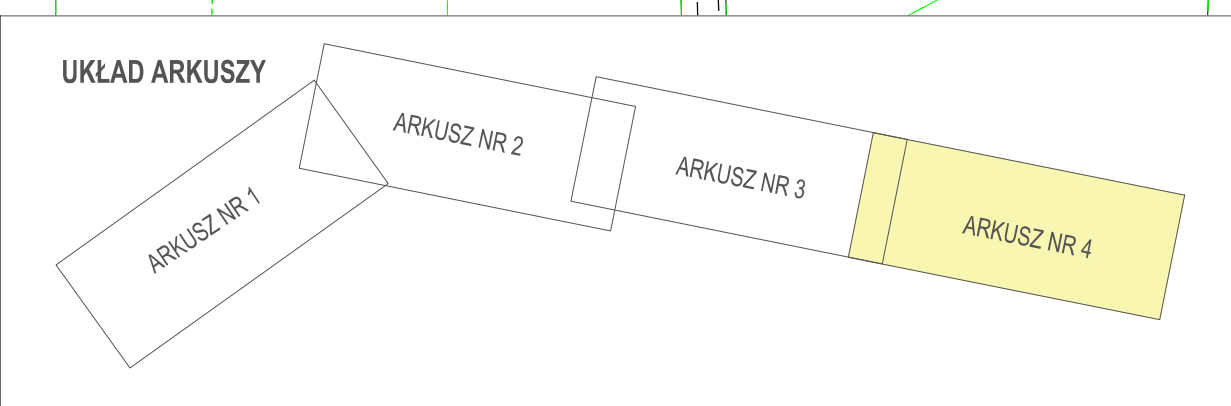 UKŁAD ARKUSZY
ARKUSZ NR 1
ARKUSZ NR 2
ARKUSZ NR 3
ARKUSZ NR 4